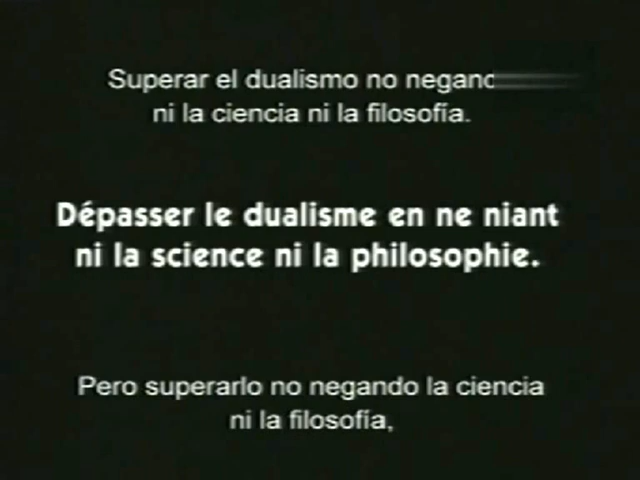 Superar el dualismo no negando
ni la ciencia ni la filosofía.
Dépasser le dualisme en ne niant
ni la science ni la philosophie.
Pero superarlo no negando la ciencia
ni la filosofía,